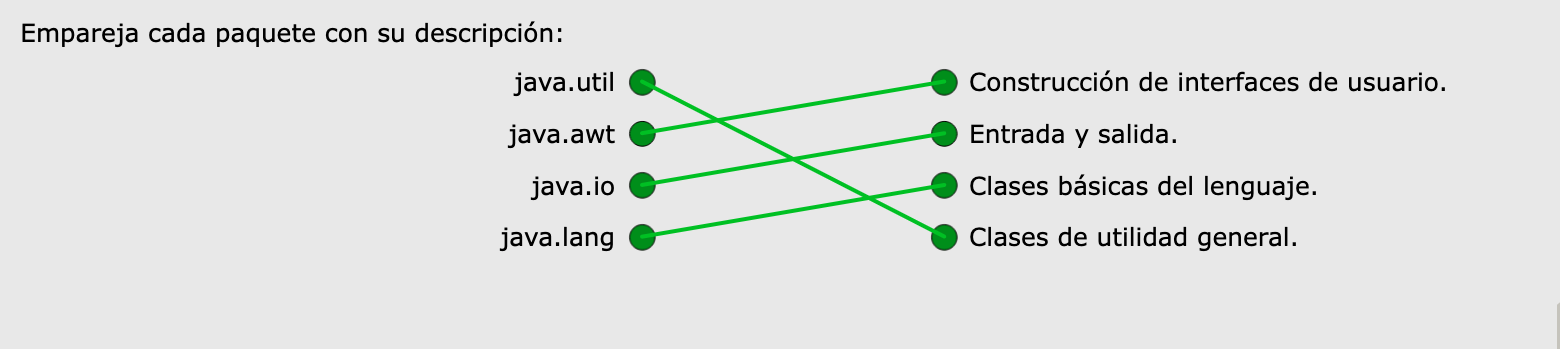 Empareja cada paquete con su descripción:
java.util Construcción de interfaces de usuario.
java.awt Entrada y salida.
java.io Clases básicas del lenguaje.
java.lang Clases de utilidad general.